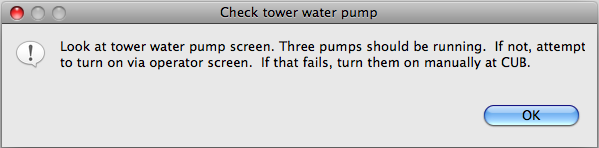 Check tower water pump
Look at tower water pump screen. Three pumps should be running.  If not, attempt
to turn on via operator screen.  If that fails, turn them on manually at CUB.
OK